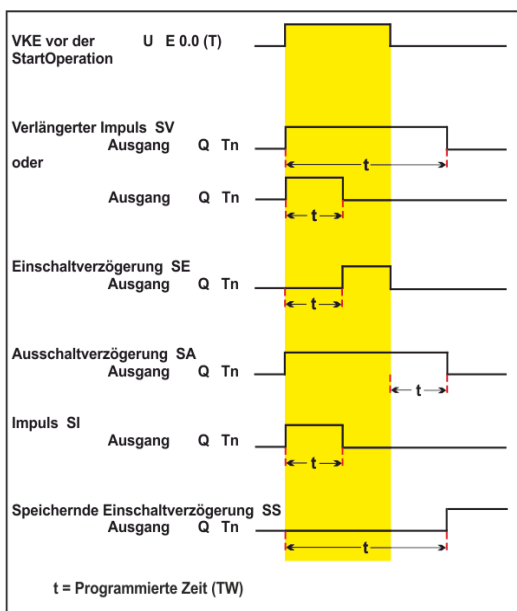 VKE vor der U E 0.0 (T)
StartOperation
Verlängerter Impuls SV
Ausgang Q Tn
t
oder
Ausgang Q Tn
t
Einschaltverzögerung SE
Ausgang Q Tn
t
Ausschaltverzögerung SA
Ausgang Q Tn
t
Impuls SI
Ausgang Q Tn
t
Speichernde Einschaltverzögerung SS
Ausgang Q Tn
t
t = Programmierte Zeit (TW)